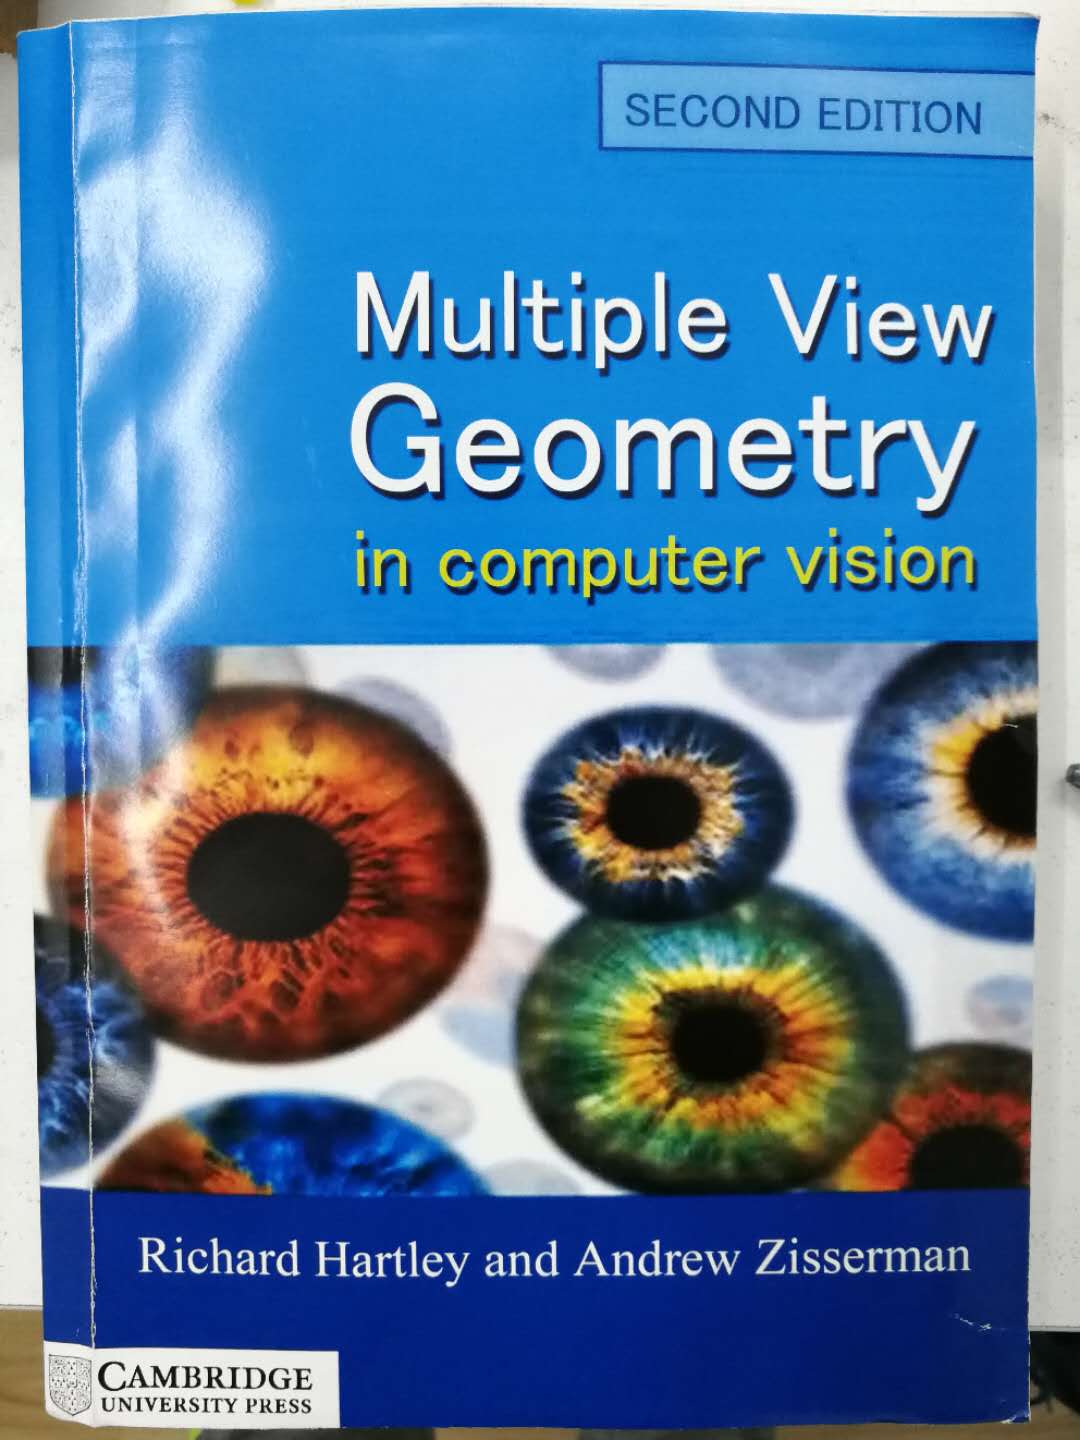 SECOND EDITION
Multiple View
Geometry
in computer vision
Richard Hartley and Andrew Zisserman
CAMBRIDGE
UNIVERSITY PRESS